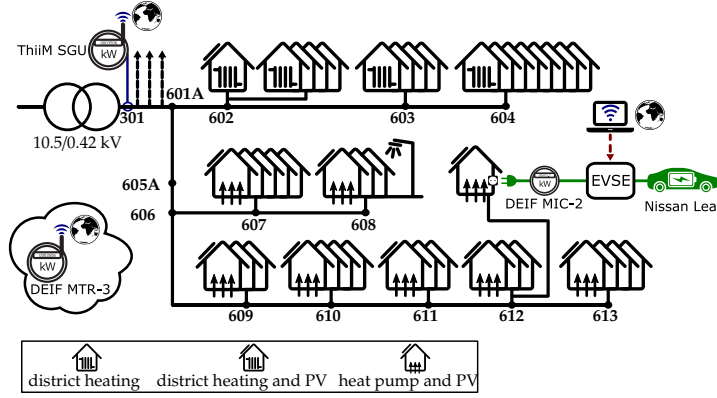 ThiiM SGU
kW
601A
301
602
603
604
10.5/0.42 kV
605A
606
607
608
kW
DEIF MIC-2
EVSE
Nissan Lea
kW
DEIF MTR-3
609
610
611
612
613
district heating
district heating and PV
heat pump and PV